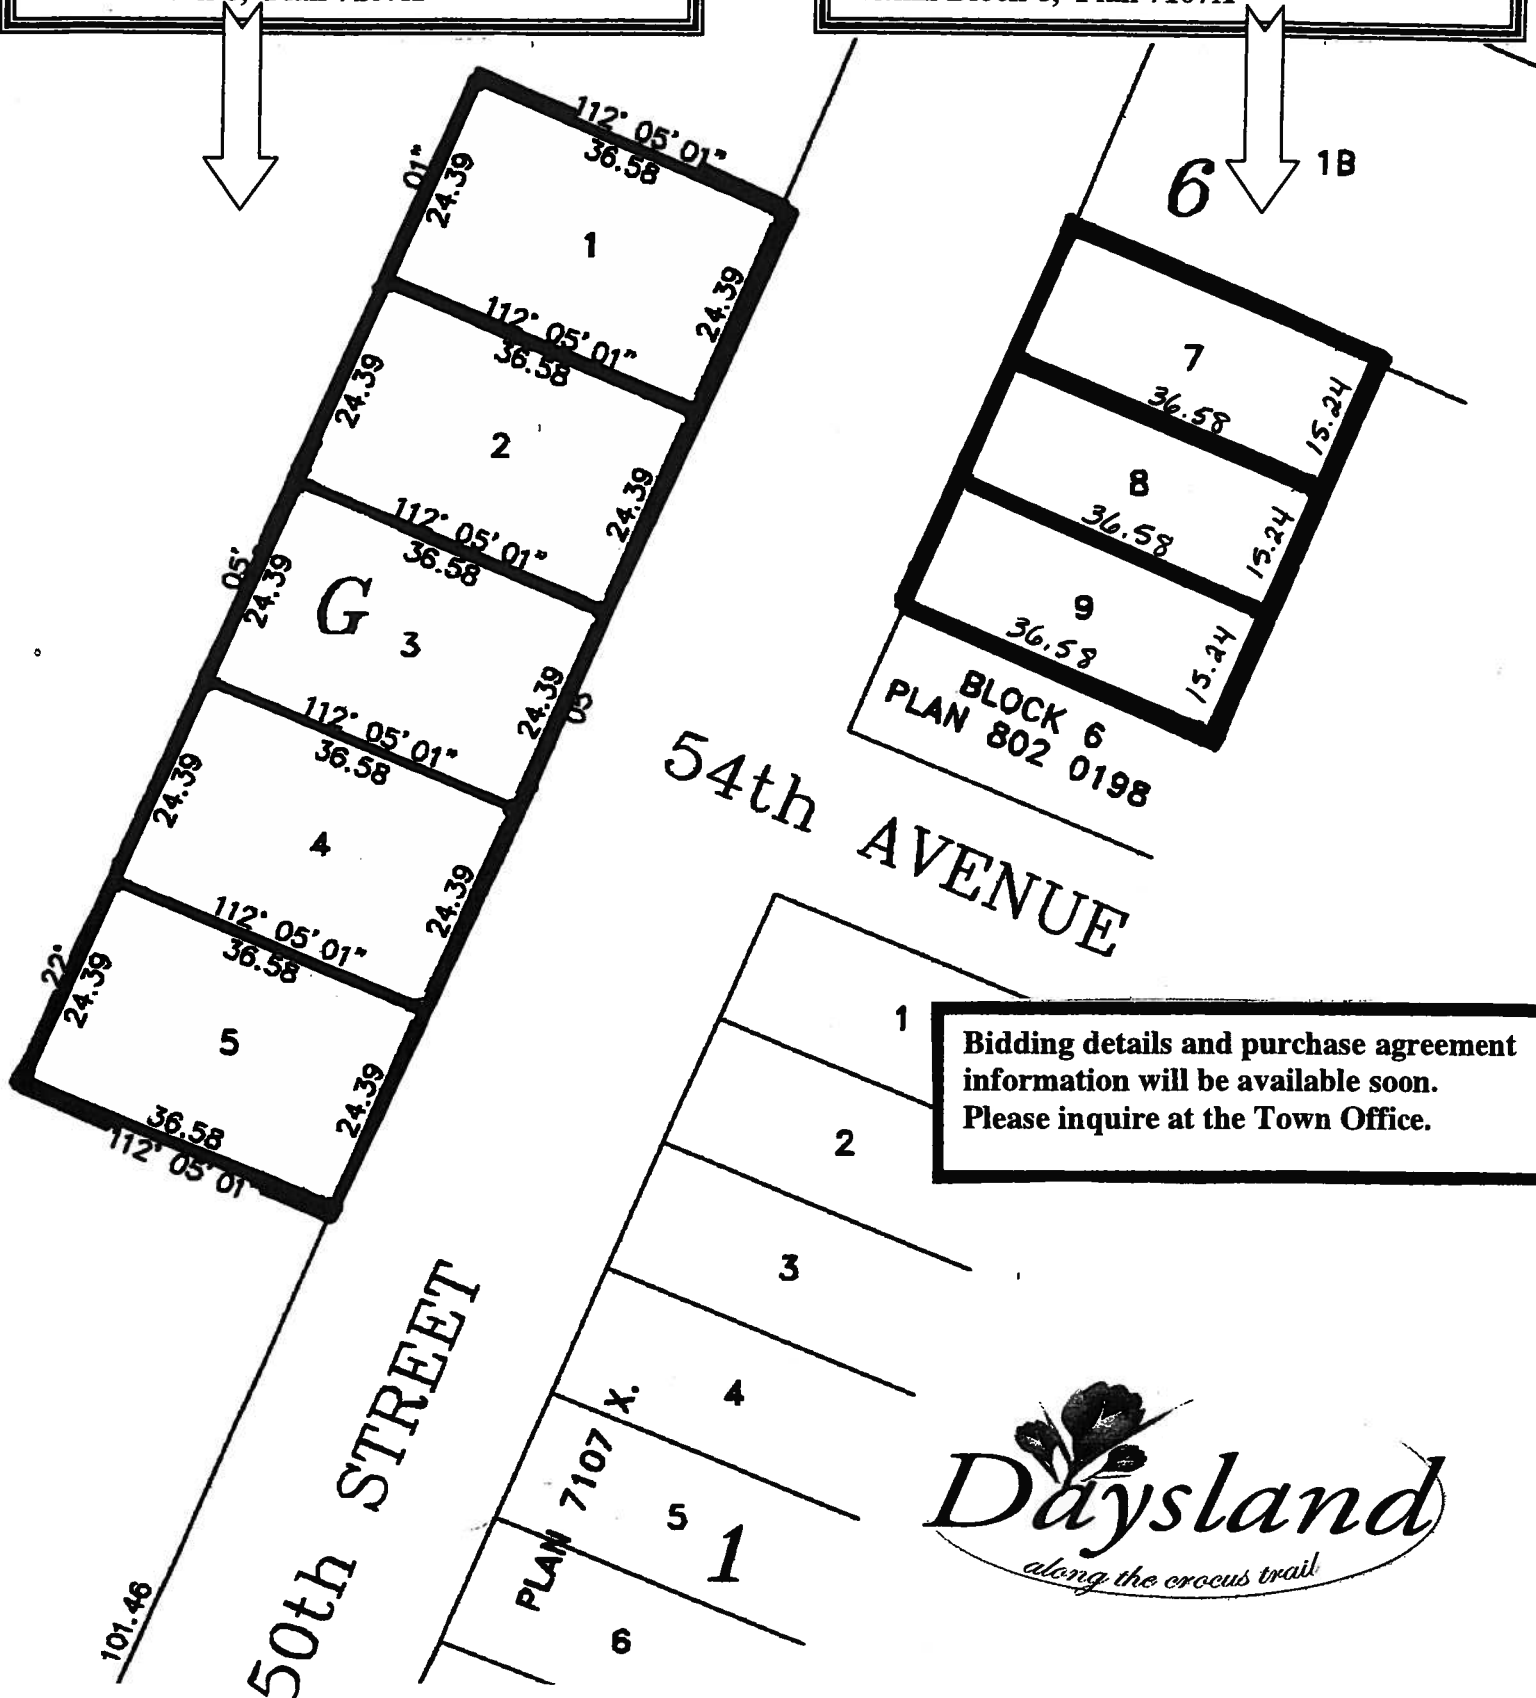 112° 05' 01"
36.58
01"
24.39
1
24.39
112° 05' 01"
36.58
24.39
2
24.39
112° 05' 01"
36.58
05'
24.39
G
3
24.39
05
112° 05' 01"
36.58
24.39
4
24.39
112° 05' 01"
36.58
22°
24.39
5
24.39
36.58
112° 05' 01
6
1B
7
36.58
15.24
8
36.58
15.24
9
36.58
15.24
BLOCK 6
PLAN 802 0198
54th AVENUE
1
Bidding details and purchase agreement
information will be available soon.
Please inquire at the Town Office.
2
3
4
PLAN 7107 X.
5
1
6
50th STREET
101.46
Daysland
along the crocus trail